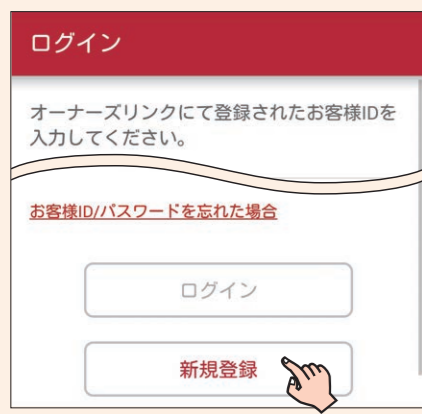 ログイン
オーナーズリンクにて登録されたお客様IDを
入力してください。
お客様ID/パスワードを忘れた場合
ログイン
新規登録